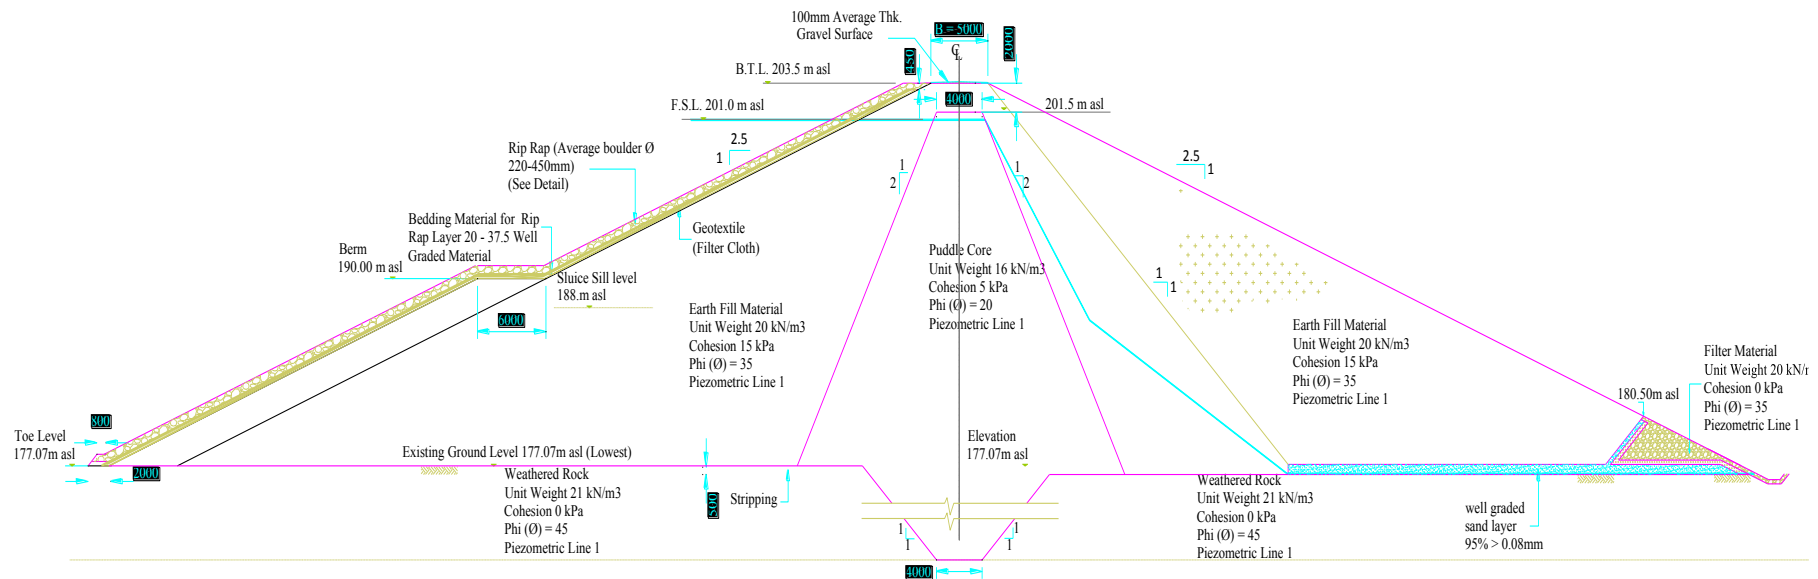 100mm Average Thk.
Gravel Surface
B = 5000
2000
450
C
L
B.T.L. 203.5 m asl
4000
F.S.L. 201.0 m asl
201.5 m asl
2.5
1
Rip Rap (Average boulder Ø
220-450mm)
(See Detail)
1
2
1
2
2.5
1
Bedding Material for Rip
Rap Layer 20 - 37.5 Well
Graded Material
Geotextile
(Filter Cloth)
Berm
190.00 m asl
Sluice Sill level
188.m asl
6000
Puddle Core
Unit Weight 16 kN/m3
Cohesion 5 kPa
Phi (Ø) = 20
Piezometric Line 1
1
1
Earth Fill Material
Unit Weight 20 kN/m3
Cohesion 15 kPa
Phi (Ø) = 35
Piezometric Line 1
Earth Fill Material
Unit Weight 20 kN/m3
Cohesion 15 kPa
Phi (Ø) = 35
Piezometric Line 1
Filter Material
Unit Weight 20 kN/
Cohesion 0 kPa
Phi (Ø) = 35
Piezometric Line 1
180.50m asl
800
Toe Level
177.07m asl
2000
Existing Ground Level 177.07m asl (Lowest)
Elevation
177.07m asl
Weathered Rock
Unit Weight 21 kN/m3
Cohesion 0 kPa
Phi (Ø) = 45
Piezometric Line 1
500
Stripping
1
1
1
1
4000
Weathered Rock
Unit Weight 21 kN/m3
Cohesion 0 kPa
Phi (Ø) = 45
Piezometric Line 1
well graded
sand layer
95% > 0.08mm